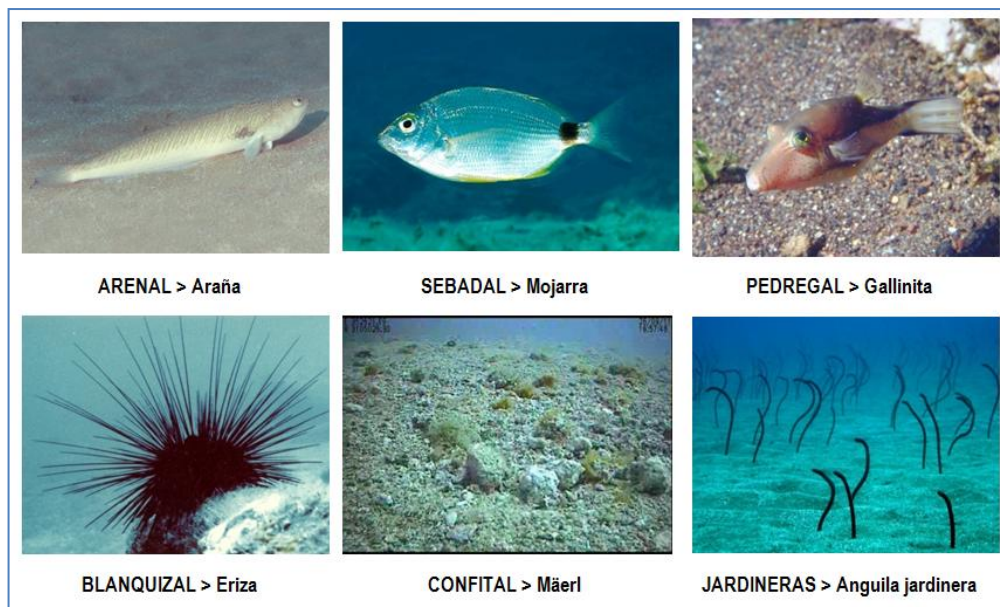 ARENAL > Araña
SEBADAL > Mojarra
PEDREGAL > Gallinita
BLANQUIZAL > Eriza
CONFITAL > Mäerl
JARDINERAS > Anguila jardinera